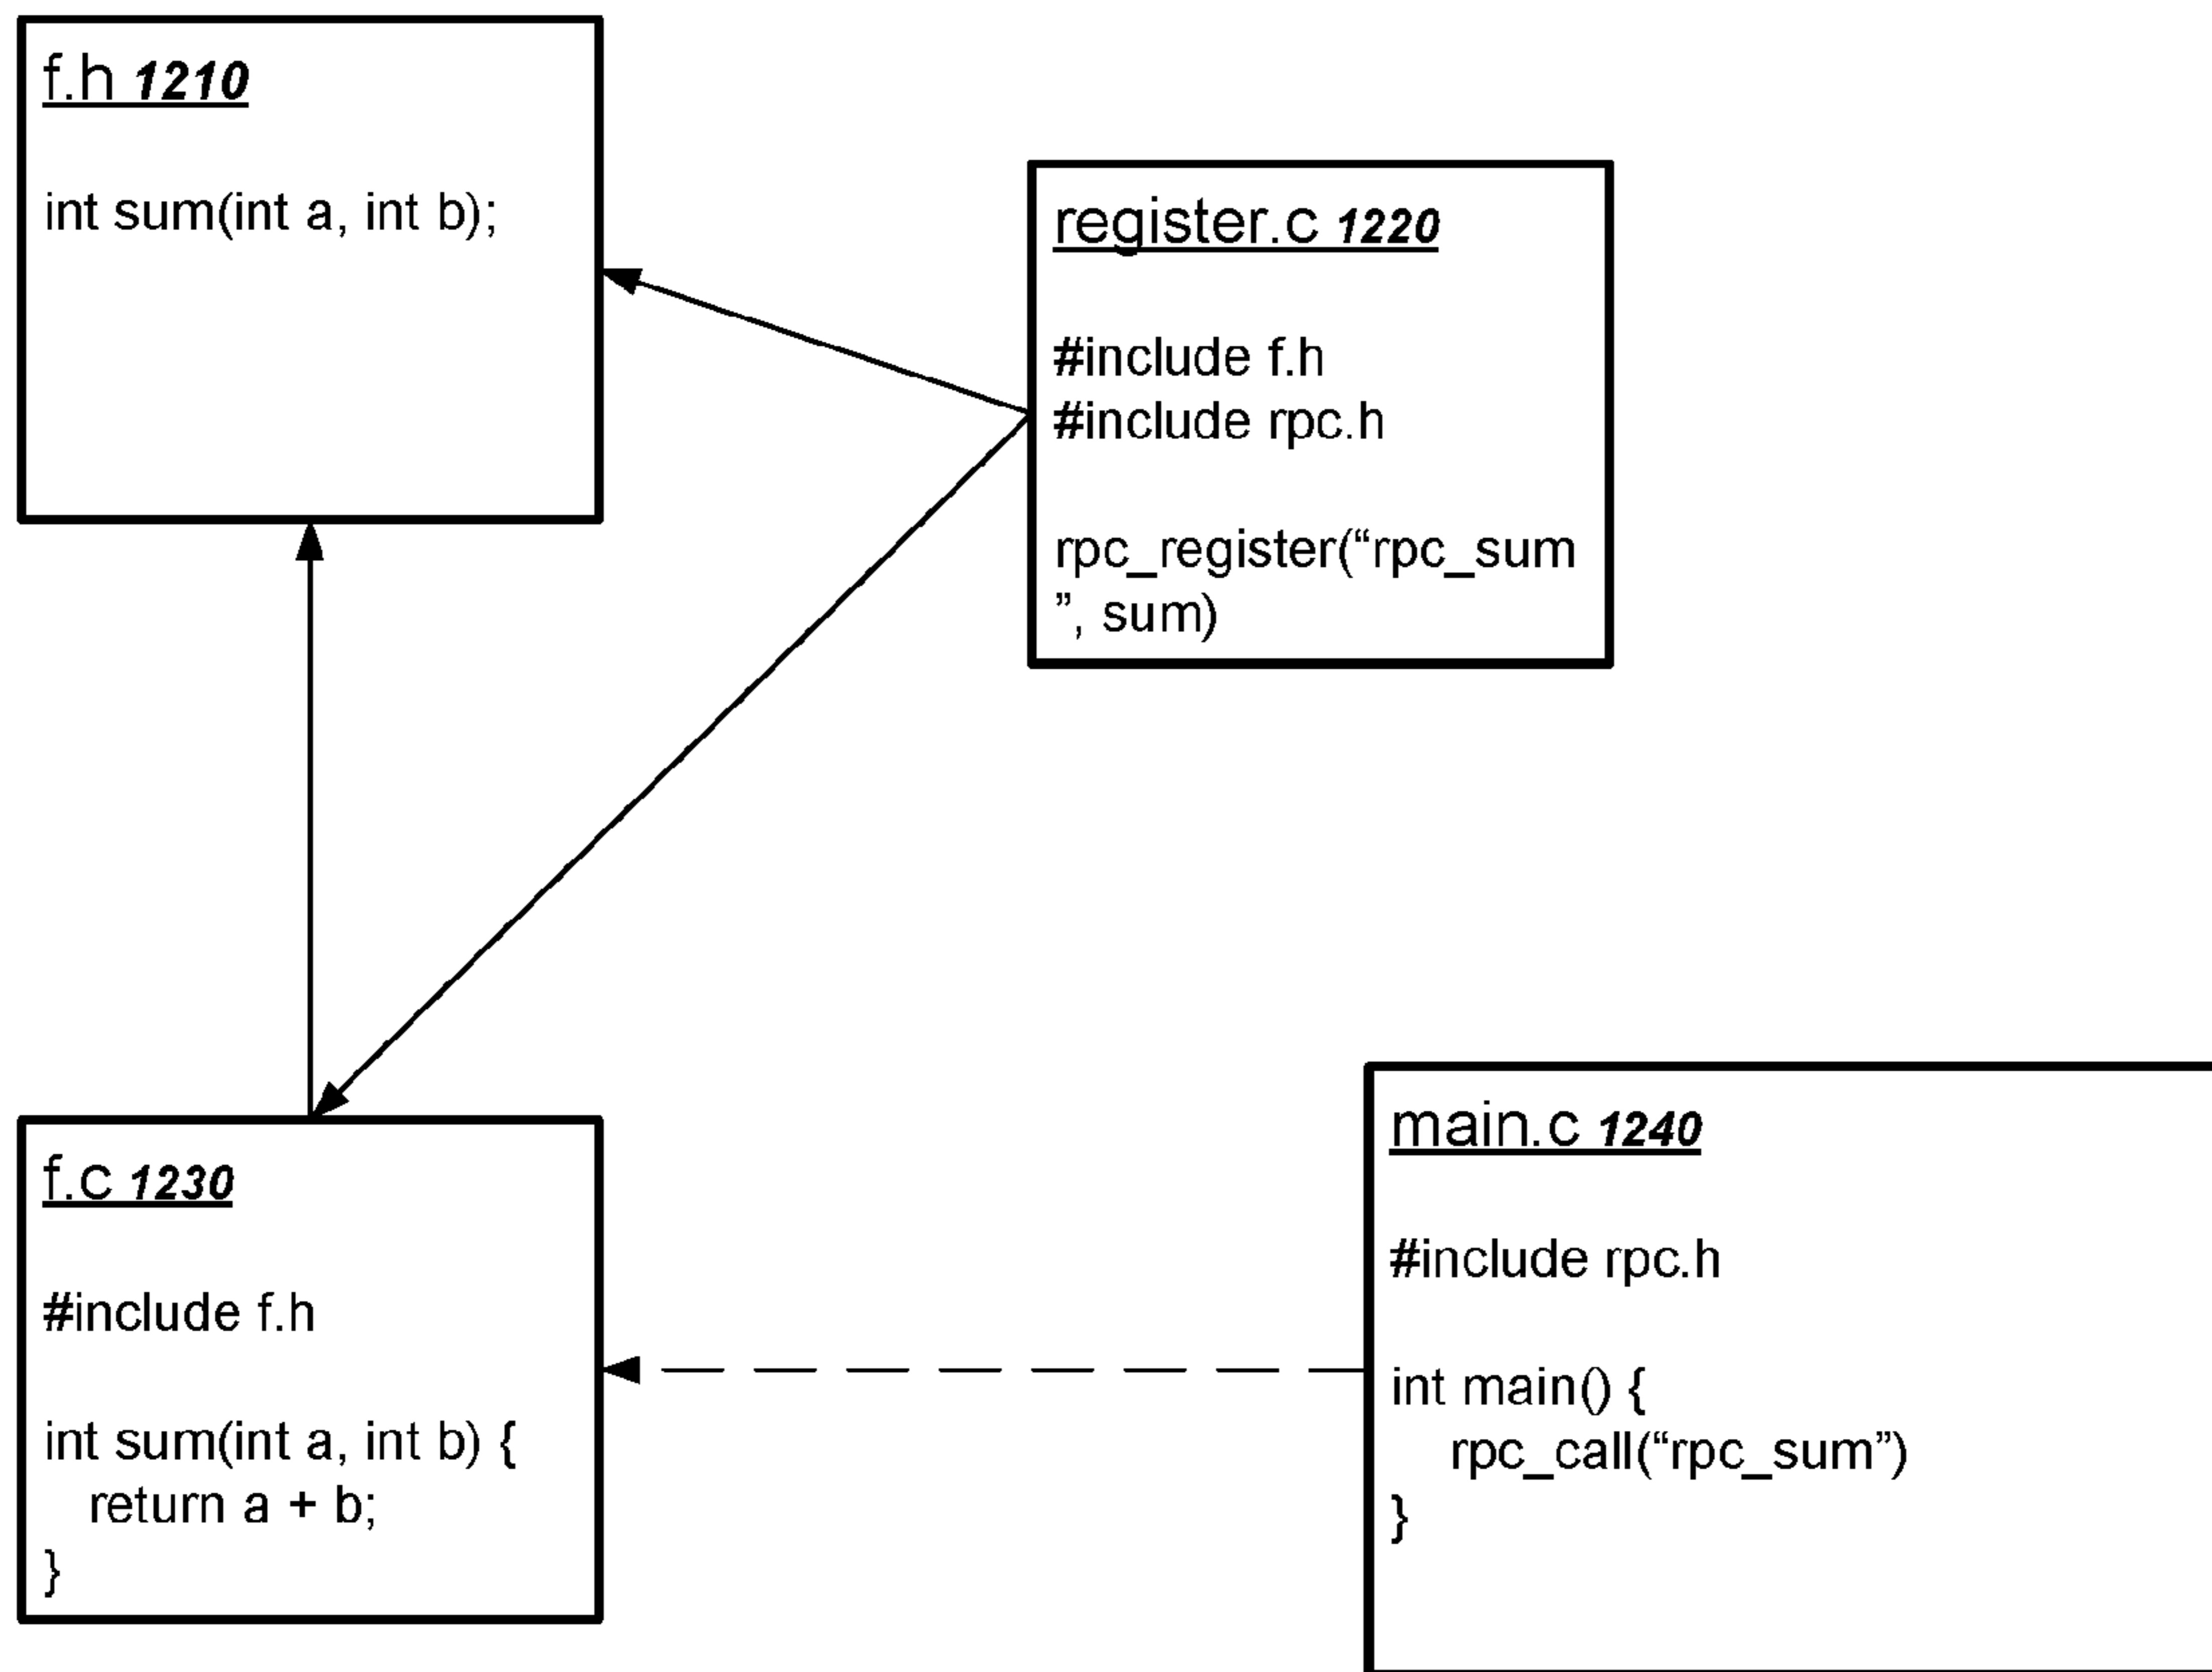 f.h 1210
int sum(int a, int b);
register.c 1220
#include f.h
#include rpc.h
rpc_register(“rpc_sum
”, sum)
f.c 1230
#include f.h
int sum(int a, int b) {
return a + b;
}
main.c 1240
#include rpc.h
int main() {
rpc_call(“rpc_sum”)
}